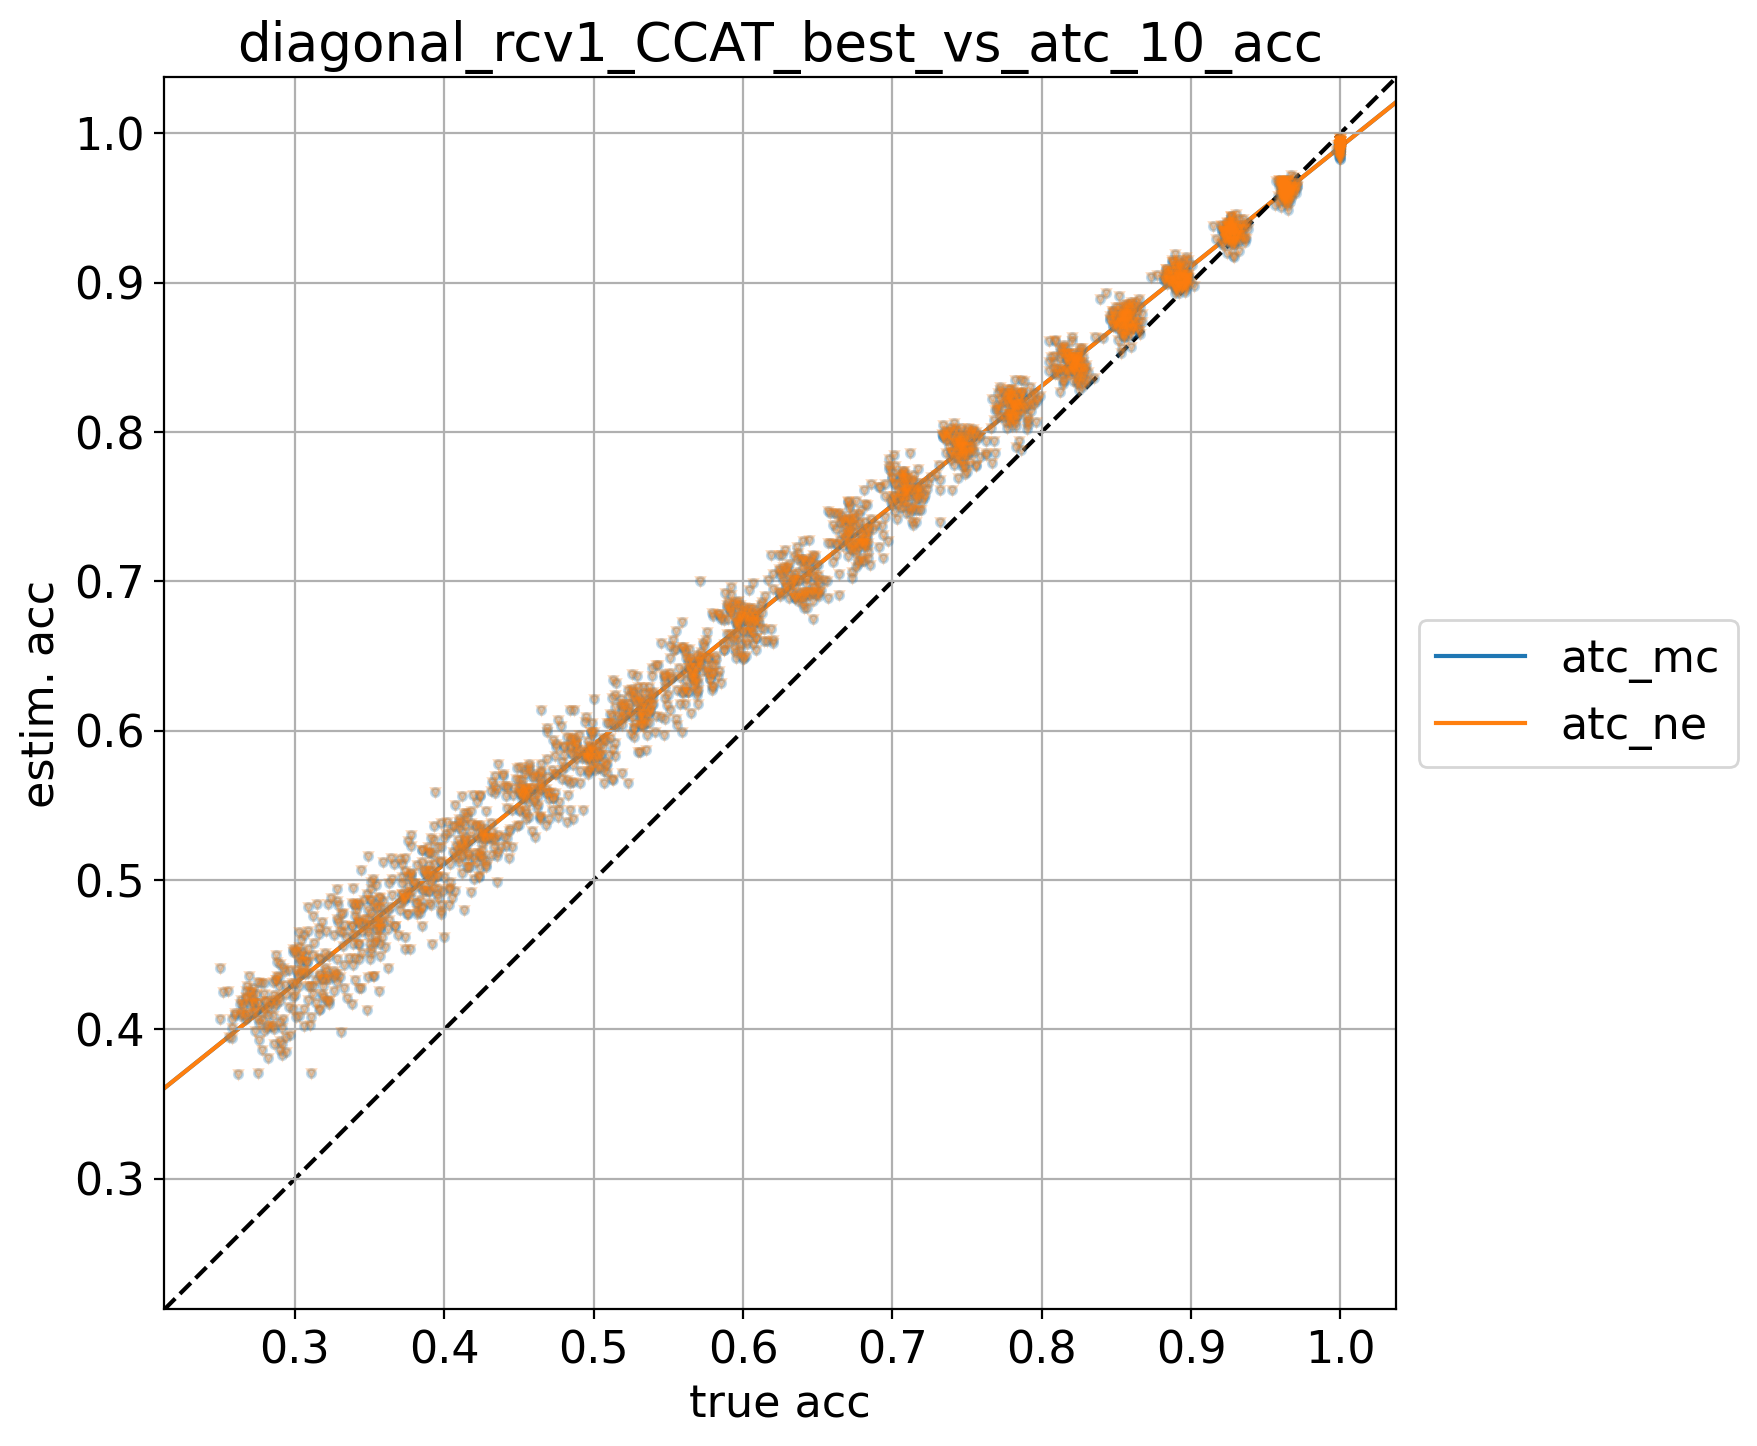 diagonal_rcv1_CCAT_best_vs_atc_10_acc
1.0
0.9
0.8
0.7
0.6
0.5
0.4
0.3
estim. acc
0.3 0.4 0.5 0.6 0.7 0.8 0.9 1.0
true acc
atc_mc
atc_ne